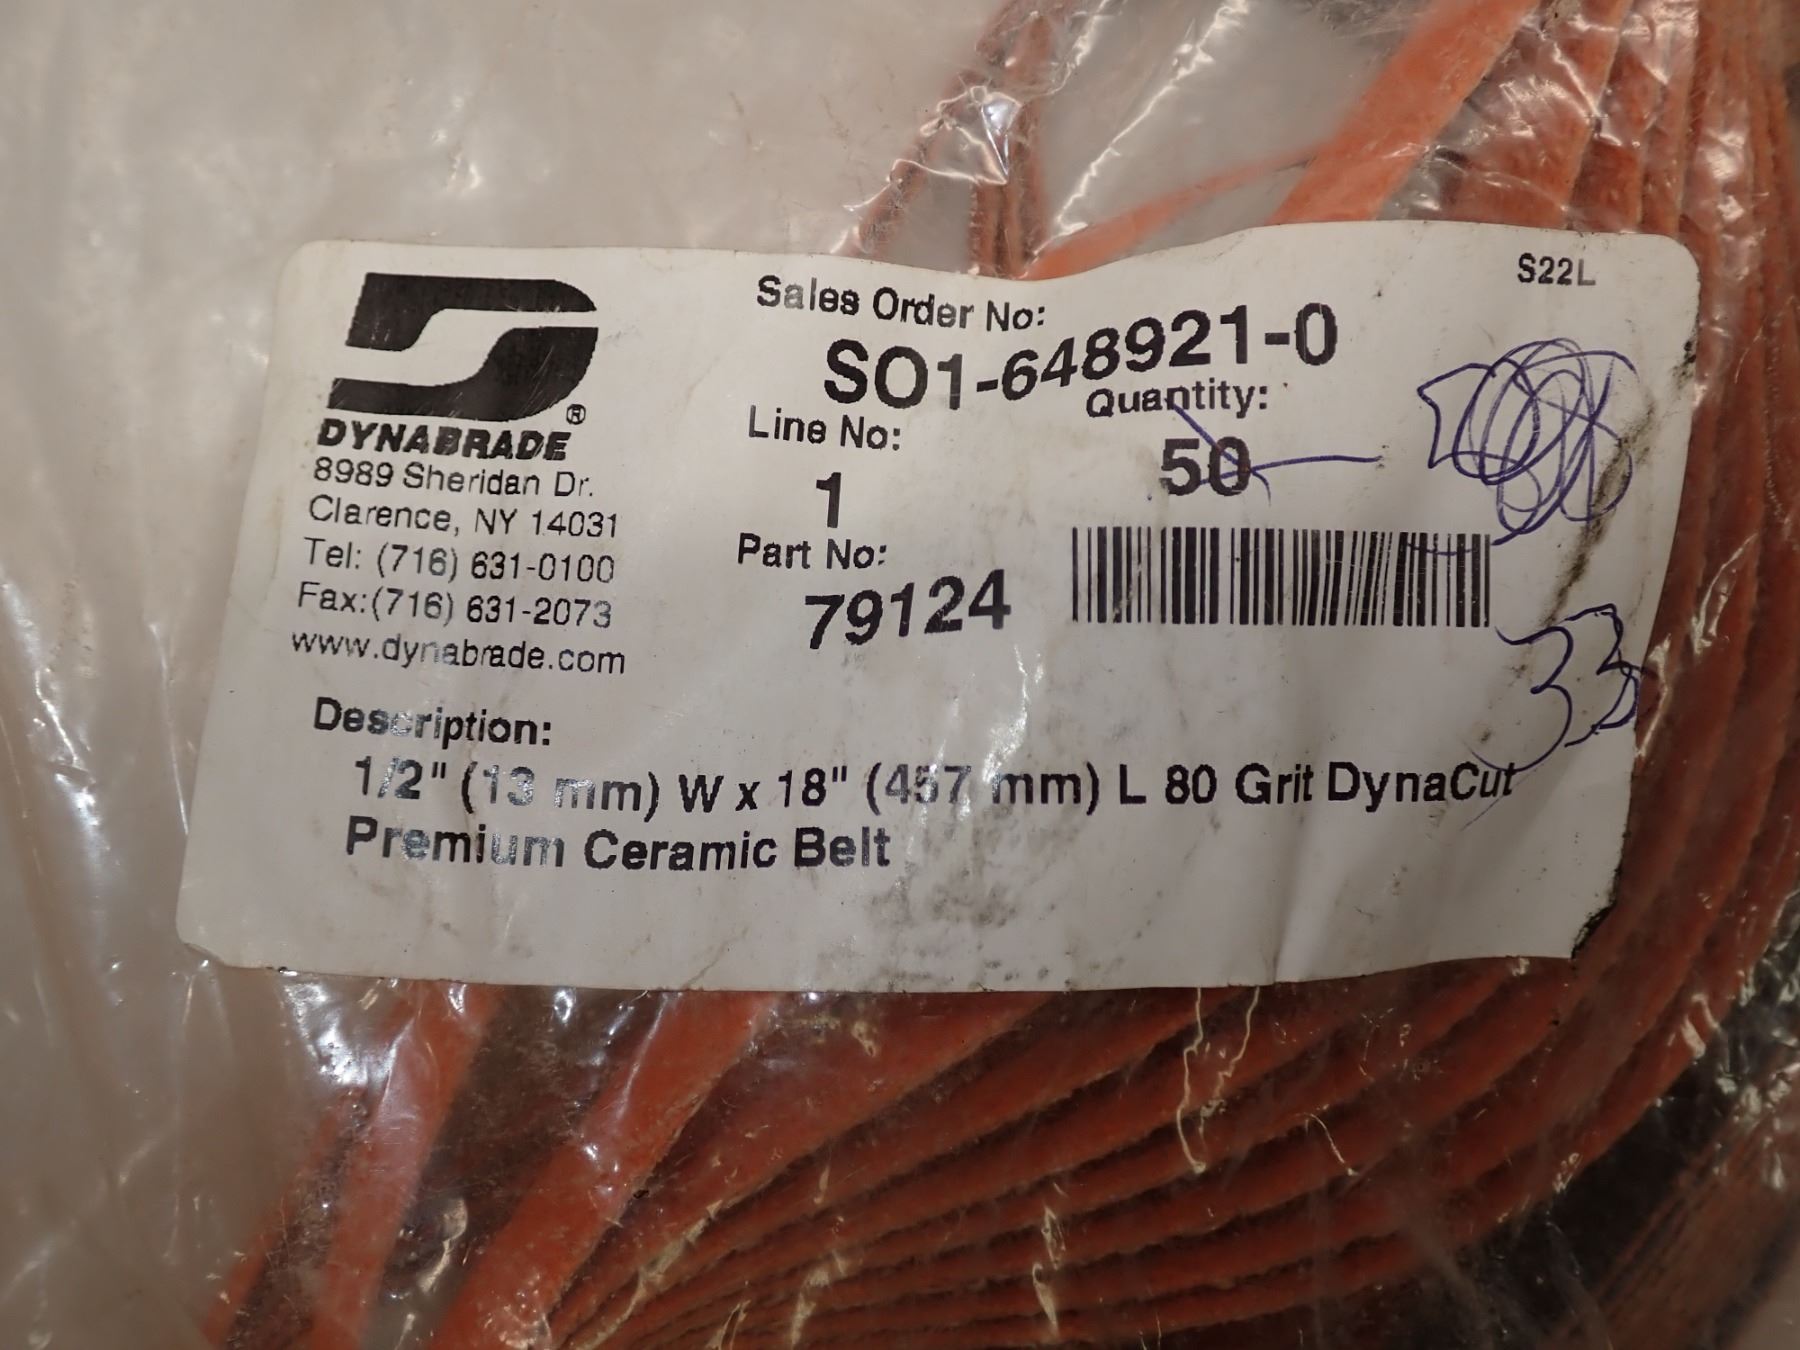 S22L
DYNABRADE®
8989 Sheridan Dr.
Clarence, NY 14031
Tel: (716) 631-0100
Fax:(716) 631-2073
www.dynabrade.com
Sales Order No:
SO1-648921-0
Line No:
1
Quantity:
50
Part No:
79124
33
Description:
1/2" (13 mm) W x 18" (457 mm) L 80 Grit DynaCut
Premium Ceramic Belt